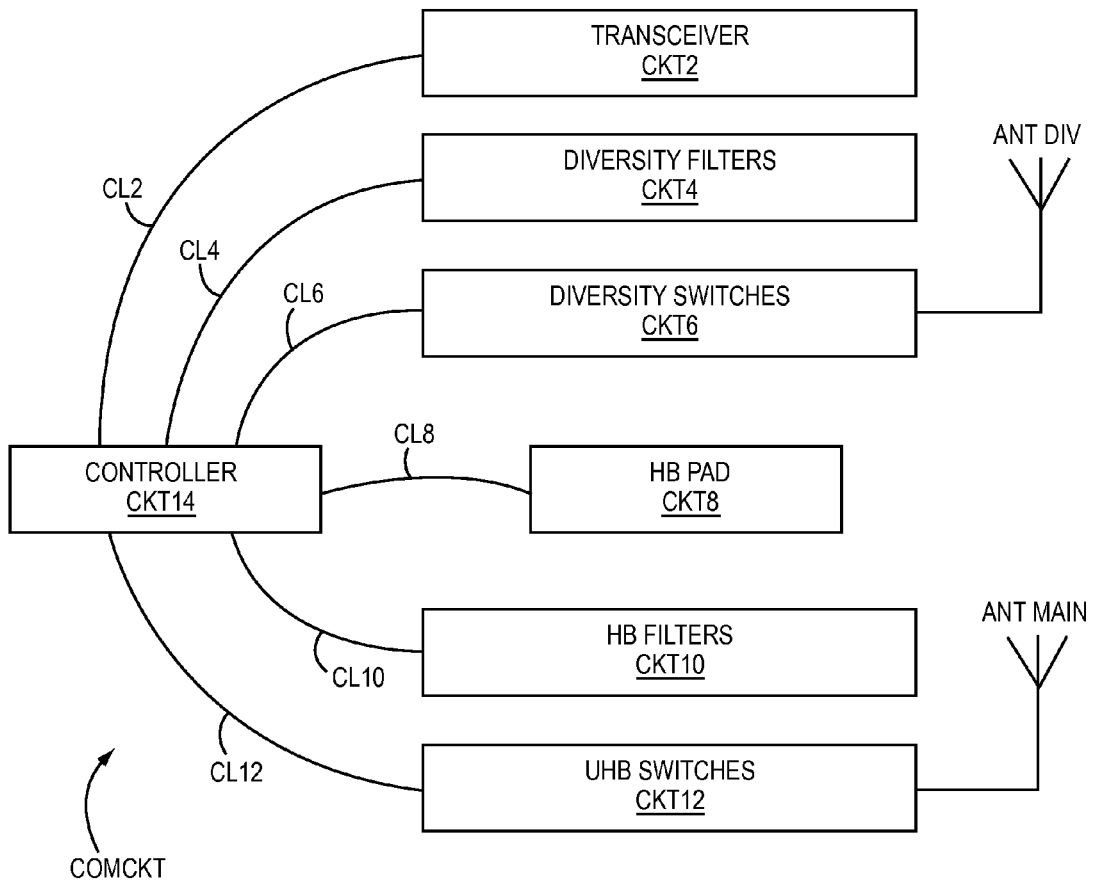 TRANSCEIVER
CKT2
ANT DIV
DIVERSITY FILTERS
CKT4
CL2
CL4
CL6
DIVERSITY SWITCHES
CKT6
CL8
CONTROLLER
CKT14
HB PAD
CKT8
ANT MAIN
HB FILTERS
CKT10
CL10
CL12
UHB SWITCHES
CKT12
COMCKT